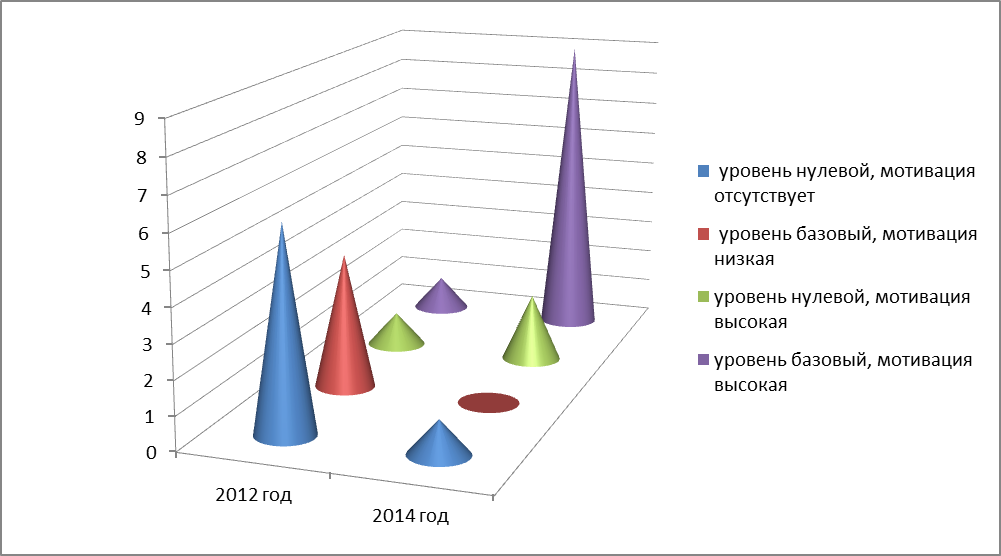 9
8
7
6
5
4
3
2
1
0
2012 год
2014 год
уровень нулевой, мотивация
отсутствует
уровень базовый, мотивация
низкая
уровень нулевой, мотивация
высокая
уровень базовый, мотивация
высокая